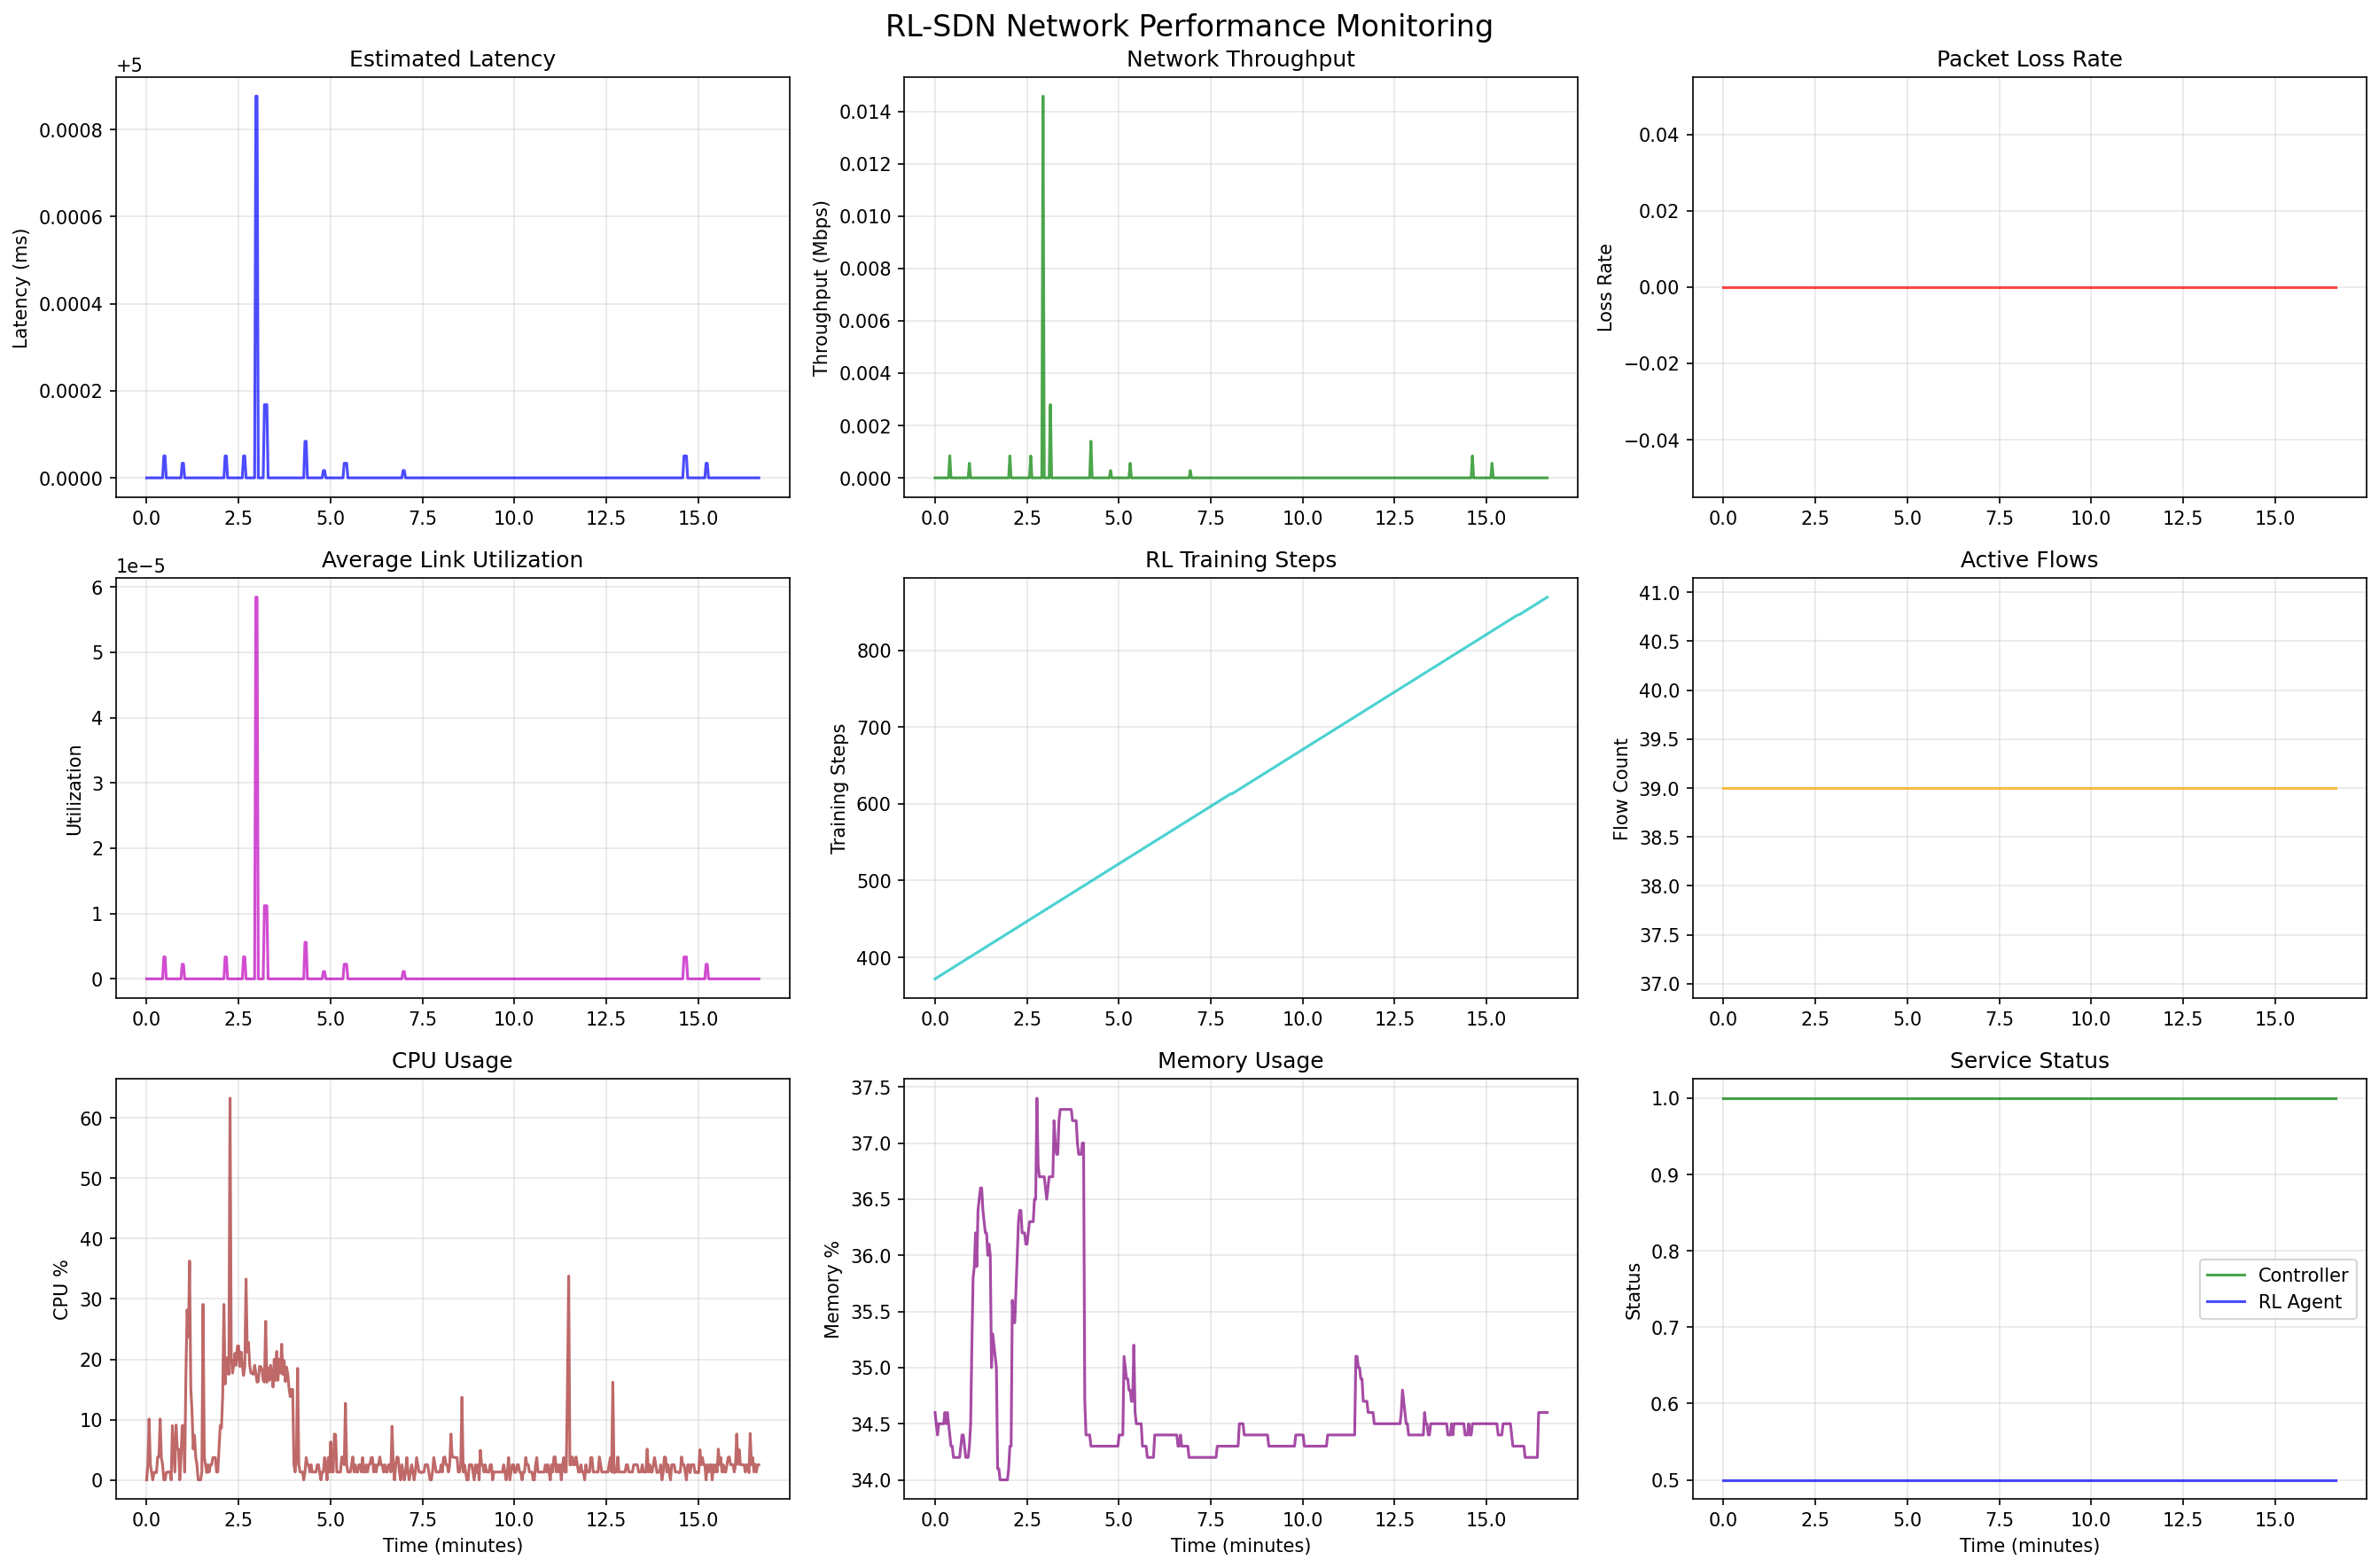 RL-SDN Network Performance Monitoring
Estimated Latency
+5
Latency (ms)
0.0008
0.0006
0.0004
0.0002
0.0000
0.0 2.5 5.0 7.5 10.0 12.5 15.0
Network Throughput
Throughput (Mbps)
0.014
0.012
0.010
0.008
0.006
0.004
0.002
0.000
0.0 2.5 5.0 7.5 10.0 12.5 15.0
Packet Loss Rate
Loss Rate
0.04
0.02
0.00
−0.02
−0.04
0.0 2.5 5.0 7.5 10.0 12.5 15.0
Average Link Utilization
1e−5
Utilization
6
5
4
3
2
1
0
0.0 2.5 5.0 7.5 10.0 12.5 15.0
RL Training Steps
Training Steps
800
700
600
500
400
0.0 2.5 5.0 7.5 10.0 12.5 15.0
Active Flows
Flow Count
41.0
40.5
40.0
39.5
39.0
38.5
38.0
37.5
37.0
0.0 2.5 5.0 7.5 10.0 12.5 15.0
CPU Usage
CPU %
60
50
40
30
20
10
0
0.0 2.5 5.0 7.5 10.0 12.5 15.0
Time (minutes)
Memory Usage
Memory %
37.5
37.0
36.5
36.0
35.5
35.0
34.5
34.0
0.0 2.5 5.0 7.5 10.0 12.5 15.0
Time (minutes)
Service Status
Status
1.0
0.9
0.8
0.7
0.6
0.5
Controller
RL Agent
0.0 2.5 5.0 7.5 10.0 12.5 15.0
Time (minutes)